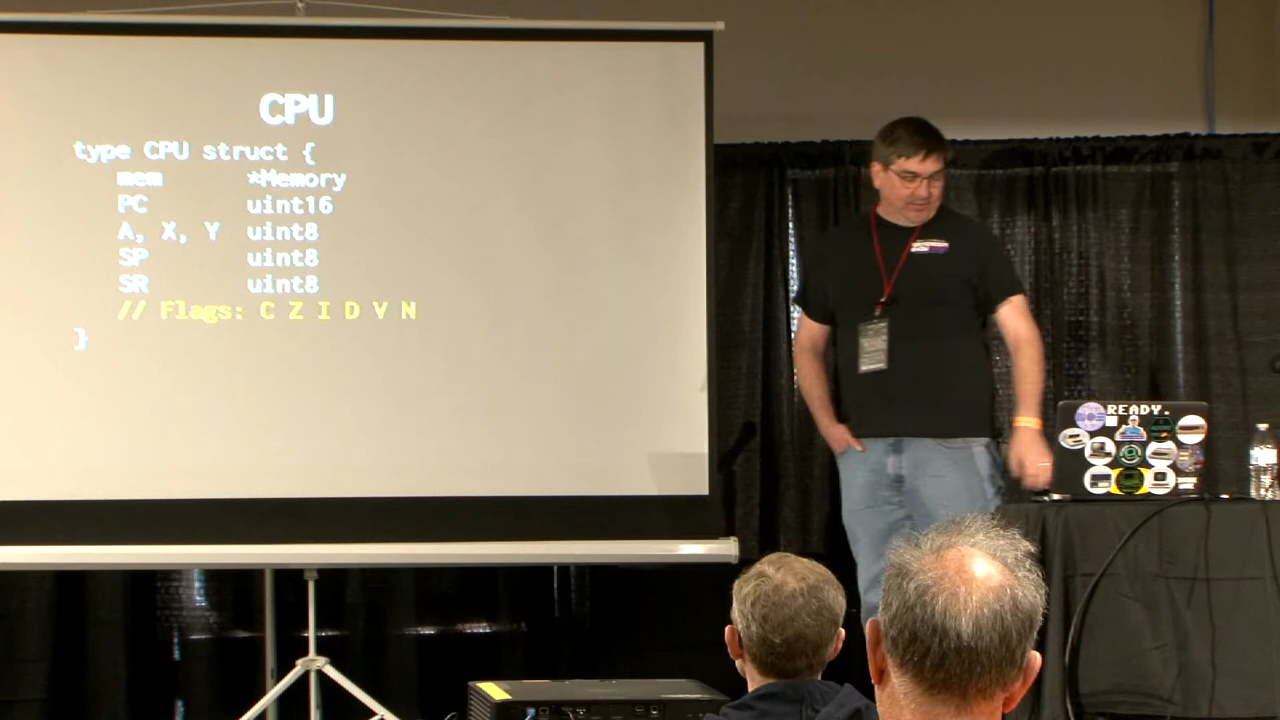 CPU
type CPU struct {
mem *Memory
PC uint16
A, X, Y uint8
SP uint8
SR uint8
// Flags: C Z I D V N
}
READY.